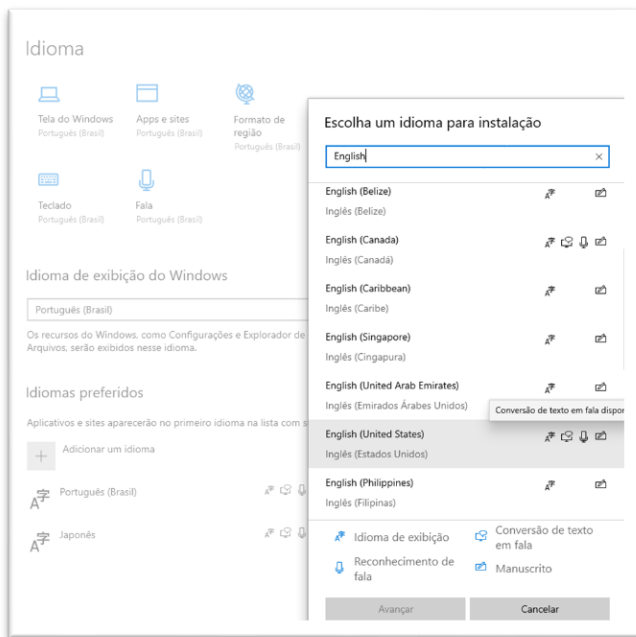 Idioma
Tela do Windows
Português (Brasil)
Apps e sites
Português (Brasil)
Formato de
região
Português (Brasil)
Teclado
Português (Brasil)
Fala
Português (Brasil)
Idioma de exibição do Windows
Português (Brasil)
Os recursos do Windows, como Configurações e Explorador de
Arquivos, serão exibidos nesse idioma.
Idiomas preferidos
Aplicativos e sites aparecerão no primeiro idioma na lista com s
Adicionar um idioma
Português (Brasil)
Japonês
Escolha um idioma para instalação
English
English (Belize)
Inglês (Belize)
English (Canada)
Inglês (Canadá)
English (Caribbean)
Inglês (Caribe)
English (Singapore)
Inglês (Cingapura)
English (United Arab Emirates)
Inglês (Emirados Árabes Unidos)
Conversão de texto em fala dispor
English (United States)
Inglês (Estados Unidos)
English (Philippines)
Inglês (Filipinas)
Idioma de exibição
Conversão de texto
em fala
Reconhecimento de
fala
Manuscrito
Avançar
Cancelar